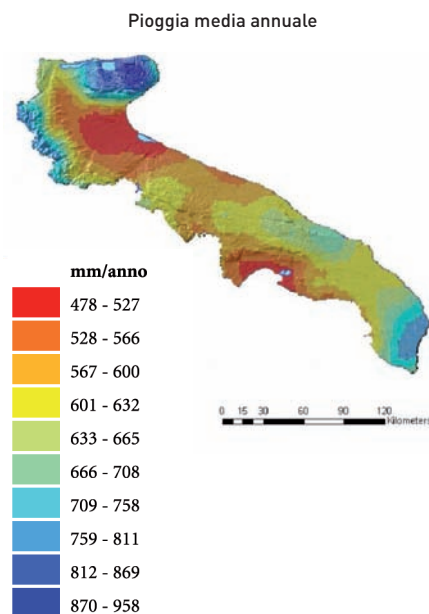 Pioggia media annuale
mm/anno
478 - 527
528 - 566
567 - 600
601 - 632
633 - 665
666 - 708
709 - 758
759 - 811
812 - 869
870 - 958
0 15 30 60 90 120
Kilometers